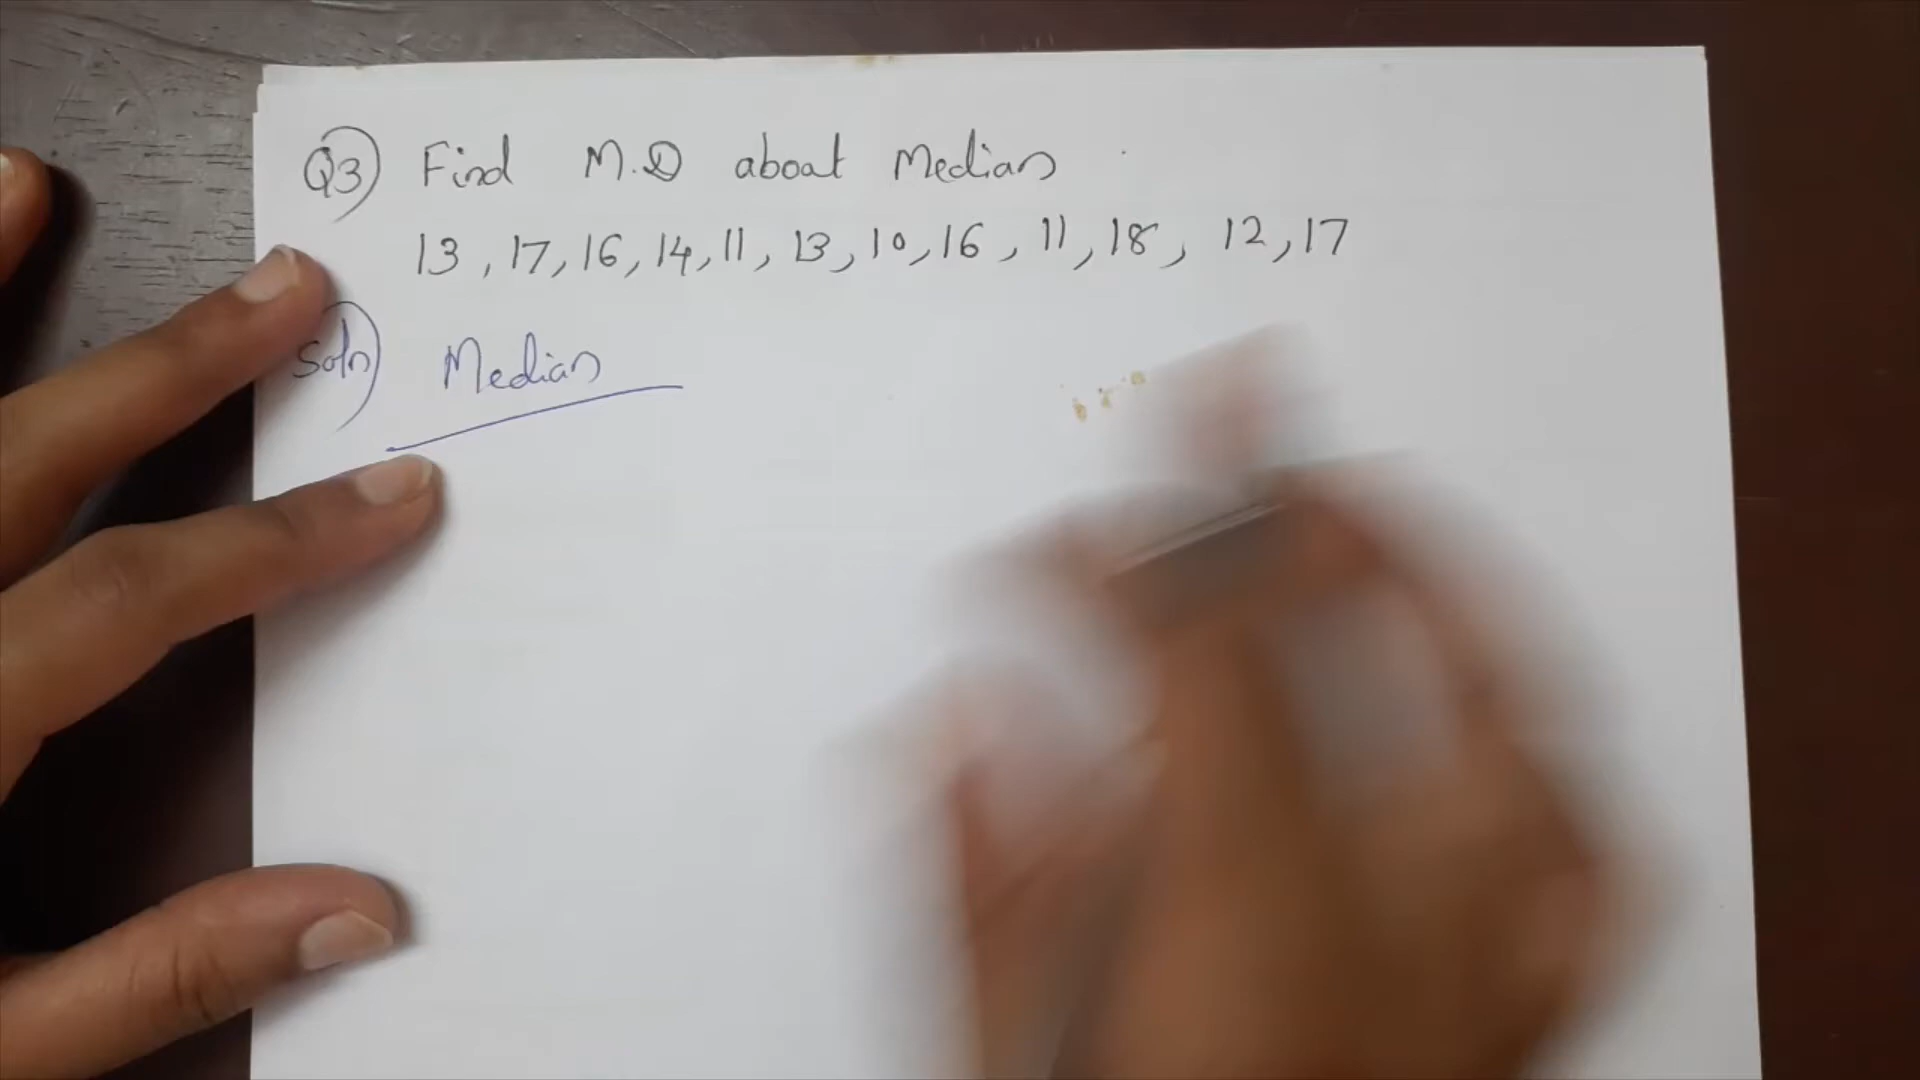 Q3) Find M.D about Median
13, 17, 16, 14, 11, 13, 10, 16, 11, 18, 12, 17
Soln) Median